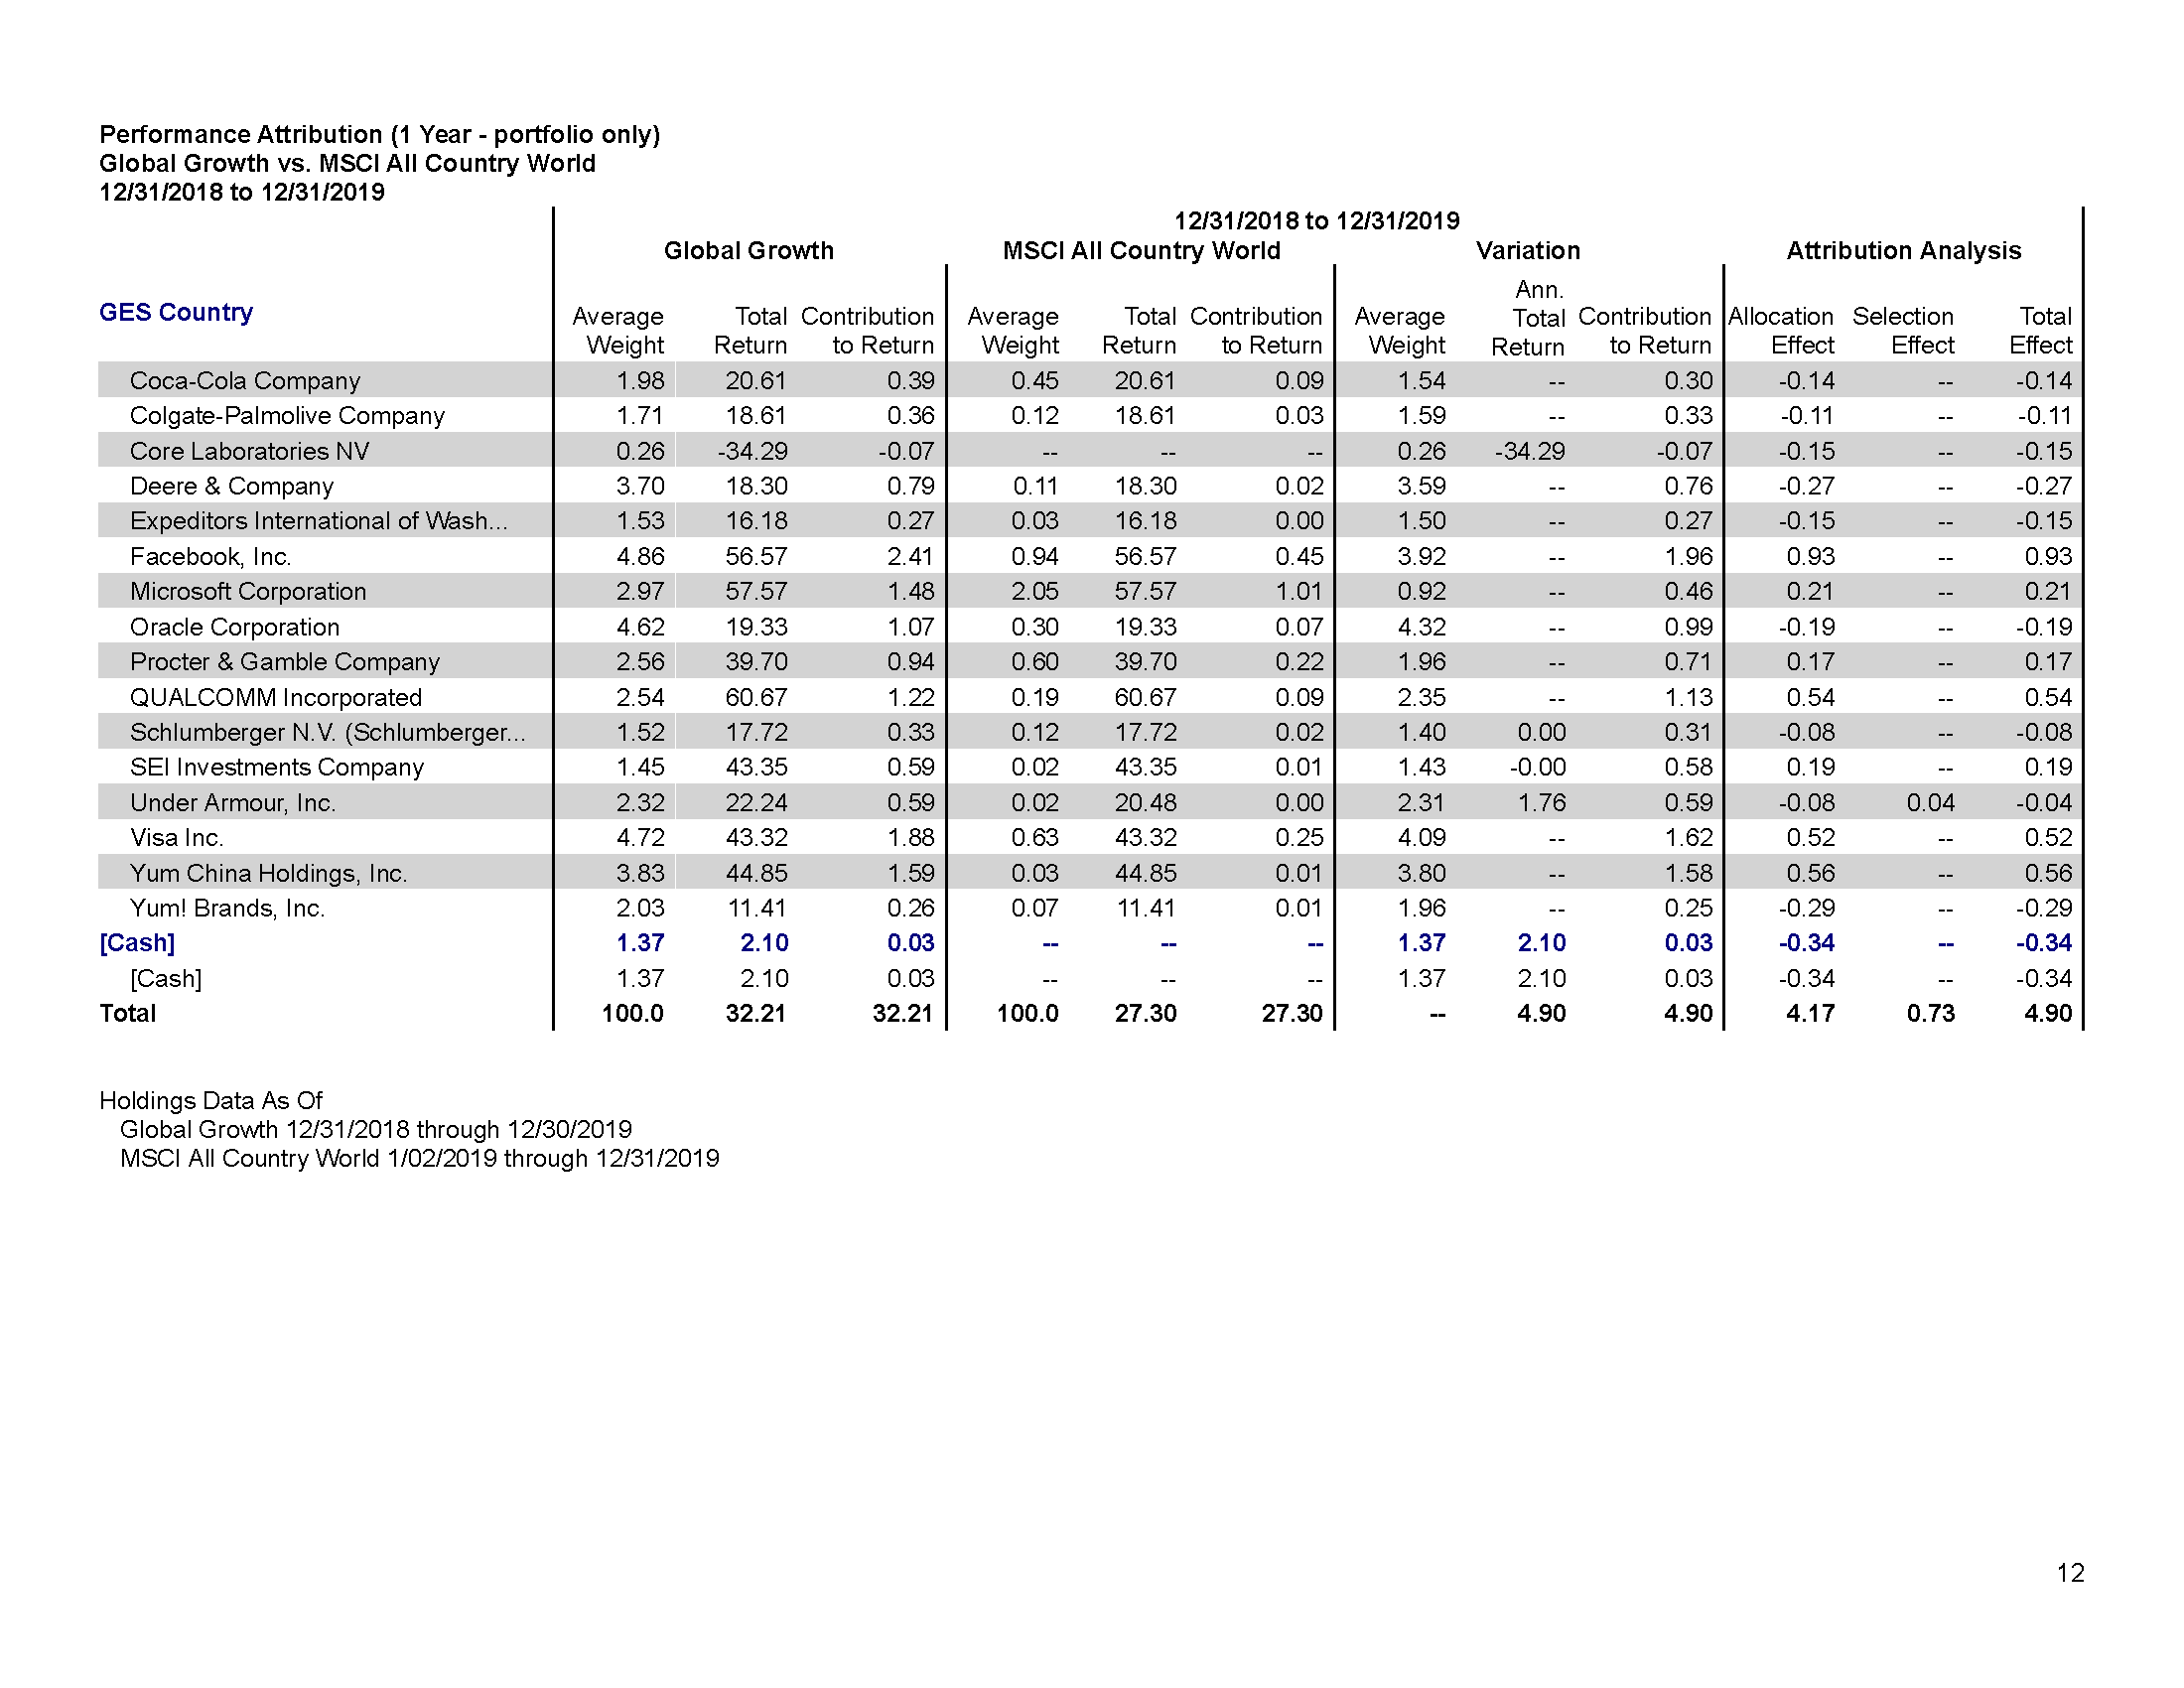 Performance Attribution (1 Year - portfolio only)
Global Growth vs. MSCI All Country World
12/31/2018 to 12/31/2019
12/31/2018 to 12/31/2019
Global Growth MSCI All Country World Variation Attribution Analysis
GES Country Average Weight Total Return Contribution to Return Average Weight Total Return Contribution to Return Average Weight Ann. Total Return Contribution to Return Allocation Effect Selection Effect Total Effect
Coca-Cola Company 1.98 20.61 0.39 0.45 20.61 0.09 1.54 -- 0.30 -0.14 -- -0.14
Colgate-Palmolive Company 1.71 18.61 0.36 0.12 18.61 0.03 1.59 -- 0.33 -0.11 -- -0.11
Core Laboratories NV 0.26 -34.29 -0.07 -- -- -- 0.26 -34.29 -0.07 -0.15 -- -0.15
Deere & Company 3.70 18.30 0.79 0.11 18.30 0.02 3.59 -- 0.76 -0.27 -- -0.27
Expeditors International of Wash... 1.53 16.18 0.27 0.03 16.18 0.00 1.50 -- 0.27 -0.15 -- -0.15
Facebook, Inc. 4.86 56.57 2.41 0.94 56.57 0.45 3.92 -- 1.96 0.93 -- 0.93
Microsoft Corporation 2.97 57.57 1.48 2.05 57.57 1.01 0.92 -- 0.46 0.21 -- 0.21
Oracle Corporation 4.62 19.33 1.07 0.30 19.33 0.07 4.32 -- 0.99 -0.19 -- -0.19
Procter & Gamble Company 2.56 39.70 0.94 0.60 39.70 0.22 1.96 -- 0.71 0.17 -- 0.17
QUALCOMM Incorporated 2.54 60.67 1.22 0.19 60.67 0.09 2.35 -- 1.13 0.54 -- 0.54
Schlumberger N.V. (Schlumberger... 1.52 17.72 0.33 0.12 17.72 0.02 1.40 0.00 0.31 -0.08 -- -0.08
SEI Investments Company 1.45 43.35 0.59 0.02 43.35 0.01 1.43 -0.00 0.58 0.19 -- 0.19
Under Armour, Inc. 2.32 22.24 0.59 0.02 20.48 0.00 2.31 1.76 0.59 -0.08 0.04 -0.04
Visa Inc. 4.72 43.32 1.88 0.63 43.32 0.25 4.09 -- 1.62 0.52 -- 0.52
Yum China Holdings, Inc. 3.83 44.85 1.59 0.03 44.85 0.01 3.80 -- 1.58 0.56 -- 0.56
Yum! Brands, Inc. 2.03 11.41 0.26 0.07 11.41 0.01 1.96 -- 0.25 -0.29 -- -0.29
[Cash] 1.37 2.10 0.03 -- -- -- 1.37 2.10 0.03 -0.34 -- -0.34
[Cash] 1.37 2.10 0.03 -- -- -- 1.37 2.10 0.03 -0.34 -- -0.34
Total 100.0 32.21 32.21 100.0 27.30 27.30 -- 4.90 4.90 4.17 0.73 4.90
Holdings Data As Of
Global Growth 12/31/2018 through 12/30/2019
MSCI All Country World 1/02/2019 through 12/31/2019
12